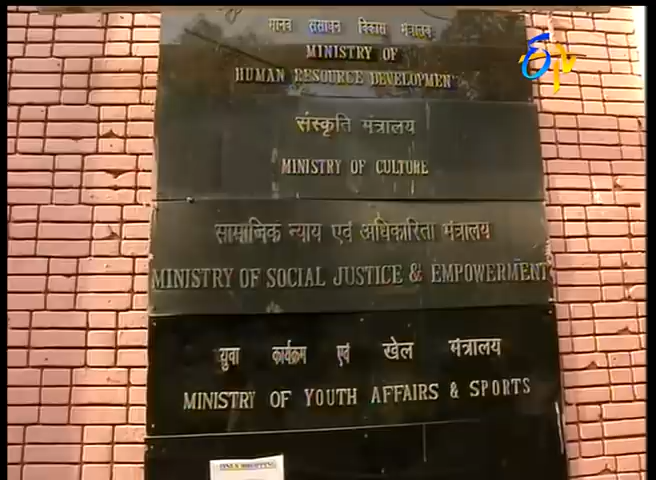 मानव संसाधन विकास मंत्रालय
MINISTRY OF
HUMAN RESOURCE DEVELOPMENT
संस्कृति मंत्रालय
MINISTRY OF CULTURE
सामाजिक न्याय एवं अधिकारिता मंत्रालय
MINISTRY OF SOCIAL JUSTICE & EMPOWERMENT
युवा कार्यक्रम एवं खेल मंत्रालय
MINISTRY OF YOUTH AFFAIRS & SPORTS